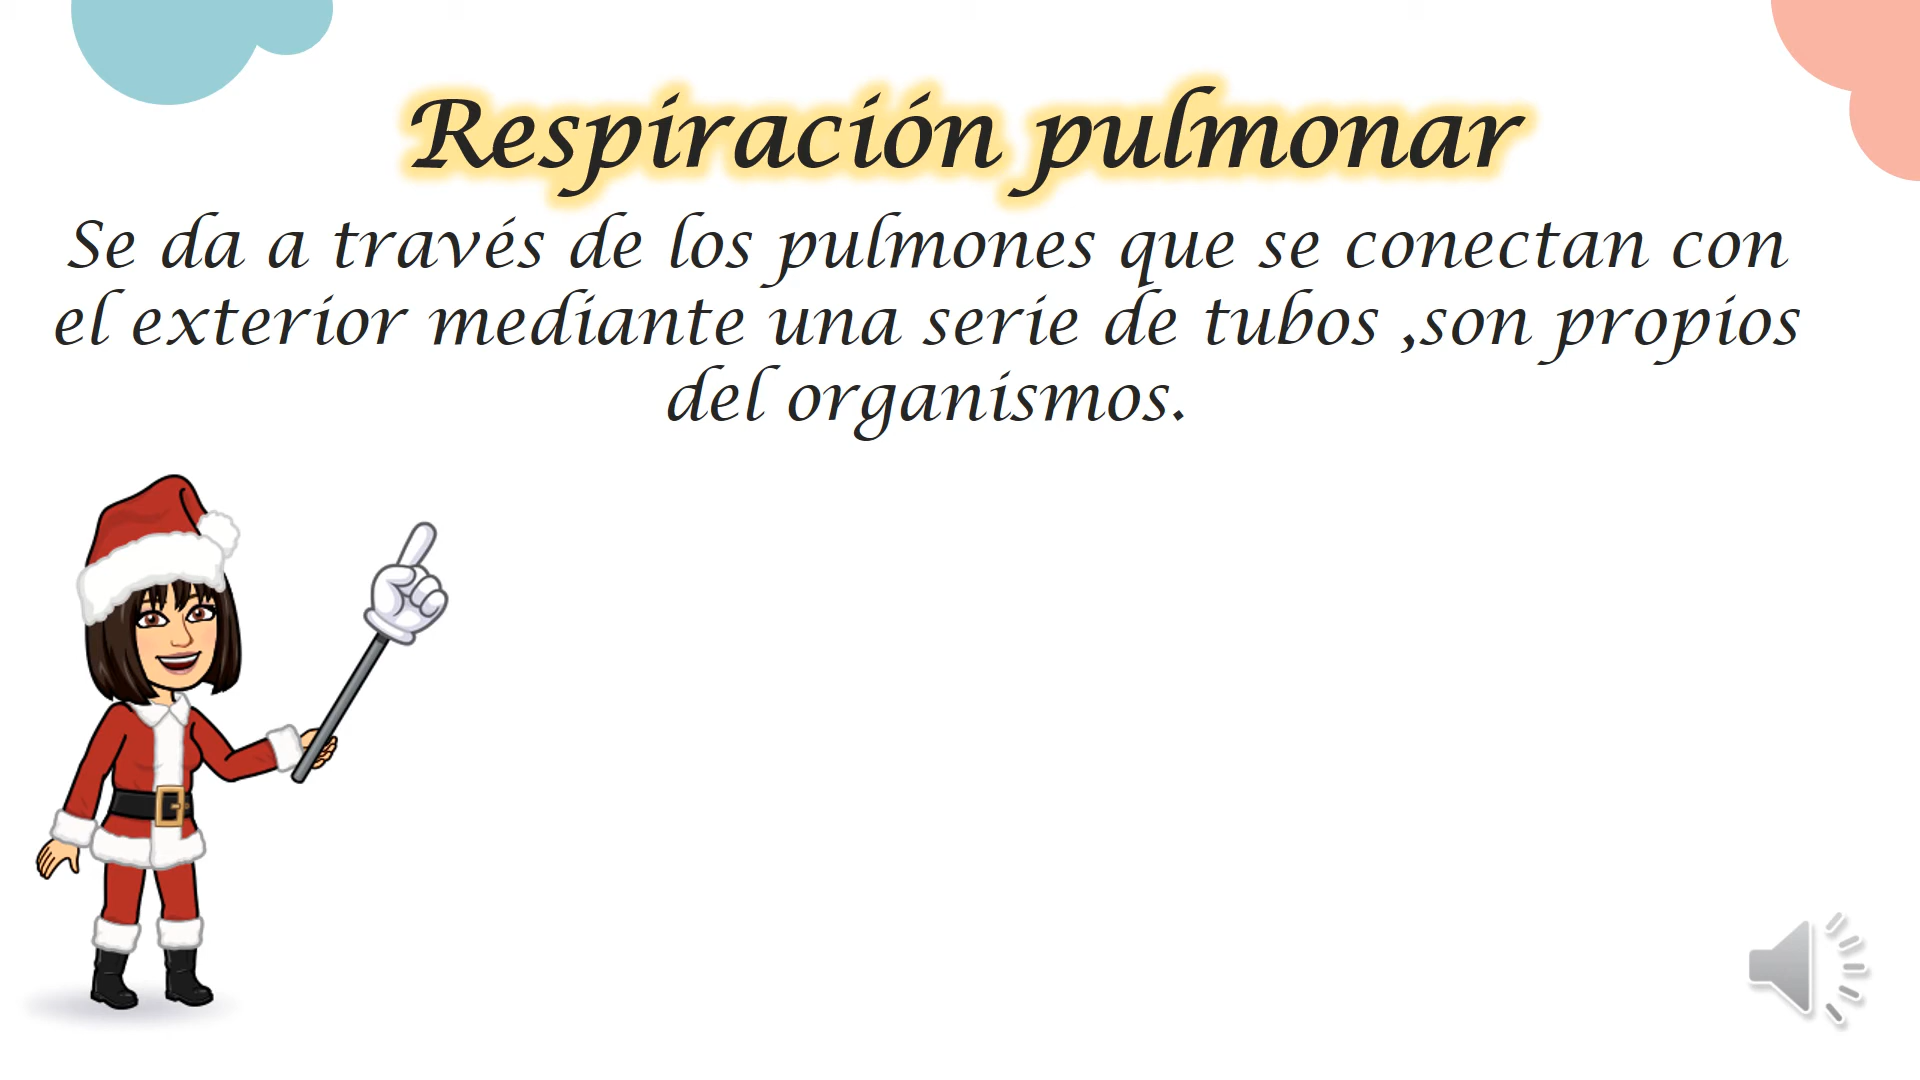 Respiración pulmonar
Se da a través de los pulmones que se conectan con
el exterior mediante una serie de tubos ,son propios
del organismos.